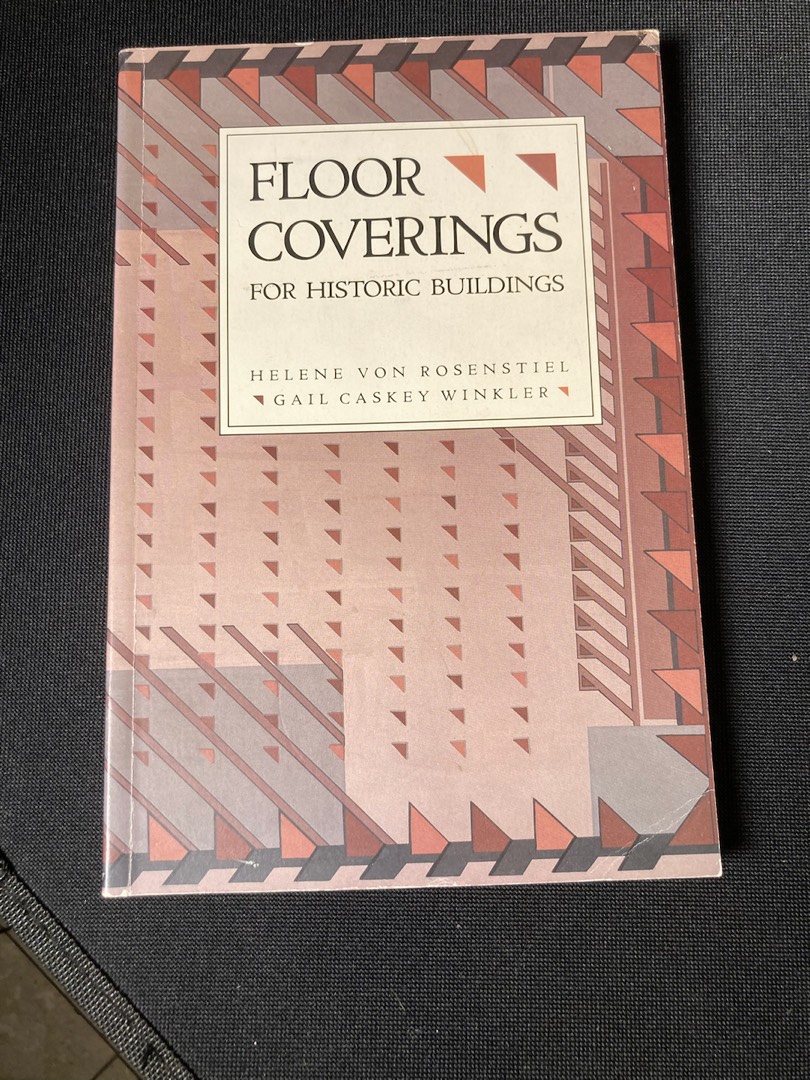 FLOOR
COVERINGS
FOR HISTORIC BUILDINGS
HELENE VON ROSENSTIEL
GAIL CASKEY WINKLER